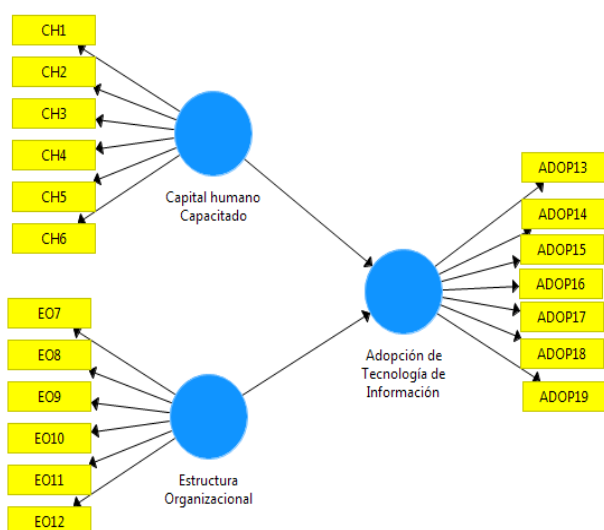 CH1
CH2
CH3
CH4
CH5
CH6
Capital humano
Capacitado
EO7
EO8
EO9
EO10
EO11
EO12
Estructura
Organizacional
Adopción de
Tecnología de
Información
ADOP13
ADOP14
ADOP15
ADOP16
ADOP17
ADOP18
ADOP19